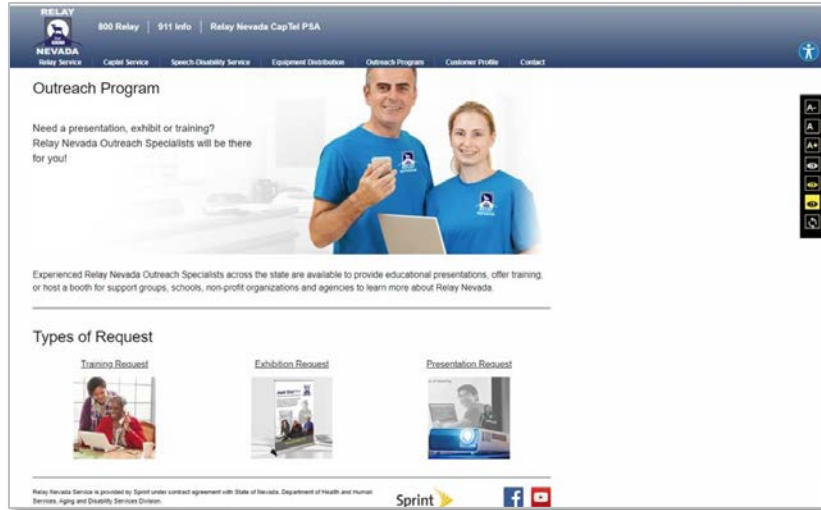 RELAY
NEVADA
800 Relay
911 Info
Relay Nevada CapTel PSA
Relay Service
Captel Service
Speech-Disability Service
Equipment Distribution
Outreach Program
Customer Profile
Contact
A-
A
A+
Outreach Program
Need a presentation, exhibit or training?
Relay Nevada Outreach Specialists will be there
for you!
Experienced Relay Nevada Outreach Specialists across the state are available to provide educational presentations, offer training,
or host a booth for support groups, schools, non-profit organizations and agencies to learn more about Relay Nevada.
Types of Request
Training Request
Exhibition Request
Presentation Request
Relay Nevada Service is provided by Sprint under contract agreement with State of Nevada. Department of Health and Human
Services, Aging and Disability Services Division.
Sprint
f